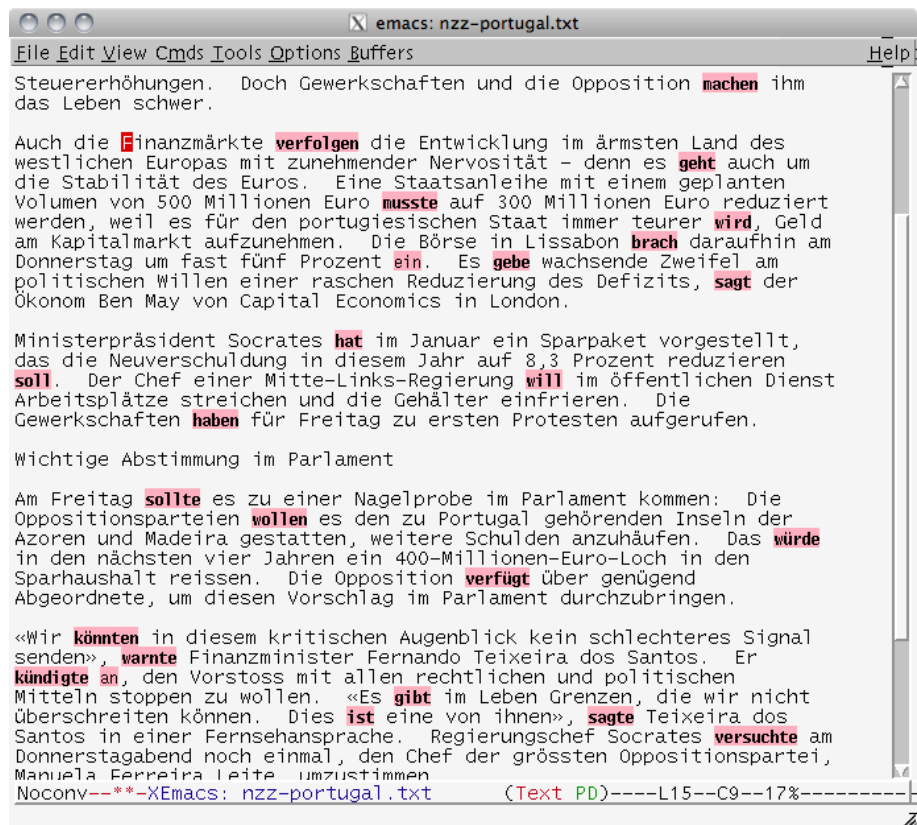 emacs: nzz-portugal.txt
File Edit View Cmds Tools Options Buffers Help
Steuererhöhungen.  Doch Gewerkschaften und die Opposition machen ihm
das Leben schwer.
Auch die Finanzmärkte verfolgen die Entwicklung im ärmsten Land des
westlichen Europas mit zunehmender Nervosität – denn es geht auch um
die Stabilität des Euros.  Eine Staatsanleihe mit einem geplanten
Volumen von 500 Millionen Euro musste auf 300 Millionen Euro reduziert
werden, weil es für den portugiesischen Staat immer teurer wird, Geld
am Kapitalmarkt aufzunehmen.  Die Börse in Lissabon brach daraufhin am
Donnerstag um fast fünf Prozent ein.  Es gebe wachsende Zweifel am
politischen Willen einer raschen Reduzierung des Defizits, sagt der
Ökonom Ben May von Capital Economics in London.
Ministerpräsident Socrates hat im Januar ein Sparpaket vorgestellt,
das die Neuverschuldung in diesem Jahr auf 8,3 Prozent reduzieren
soll.  Der Chef einer Mitte-Links-Regierung will im öffentlichen Dienst
Arbeitsplätze streichen und die Gehälter einfrieren.  Die
Gewerkschaften haben für Freitag zu ersten Protesten aufgerufen.
Wichtige Abstimmung im Parlament
Am Freitag sollte es zu einer Nagelprobe im Parlament kommen:  Die
Oppositionsparteien wollen es den zu Portugal gehörenden Inseln der
Azoren und Madeira gestatten, weitere Schulden anzuhäufen.  Das würde
in den nächsten vier Jahren ein 400-Millionen-Euro-Loch in den
Sparhaushalt reissen.  Die Opposition verfügt über genügend
Abgeordnete, um diesen Vorschlag im Parlament durchzubringen.
«Wir könnten in diesem kritischen Augenblick kein schlechteres Signal
senden», warnte Finanzminister Fernando Teixeira dos Santos.  Er
kündigte an, den Vorstoss mit allen rechtlichen und politischen
Mitteln stoppen zu wollen.  «Es gibt im Leben Grenzen, die wir nicht
überschreiten können.  Dies ist eine von ihnen», sagte Teixeira dos
Santos in einer Fernsehansprache.  Regierungschef Socrates versuchte am
Donnerstagabend noch einmal, den Chef der grössten Oppositionspartei,
Manuela Ferreira Leite, umzustimmen
Noconv--**-XEmacs: nzz-portugal.txt      (Text PD)----L15--C9--17%----------